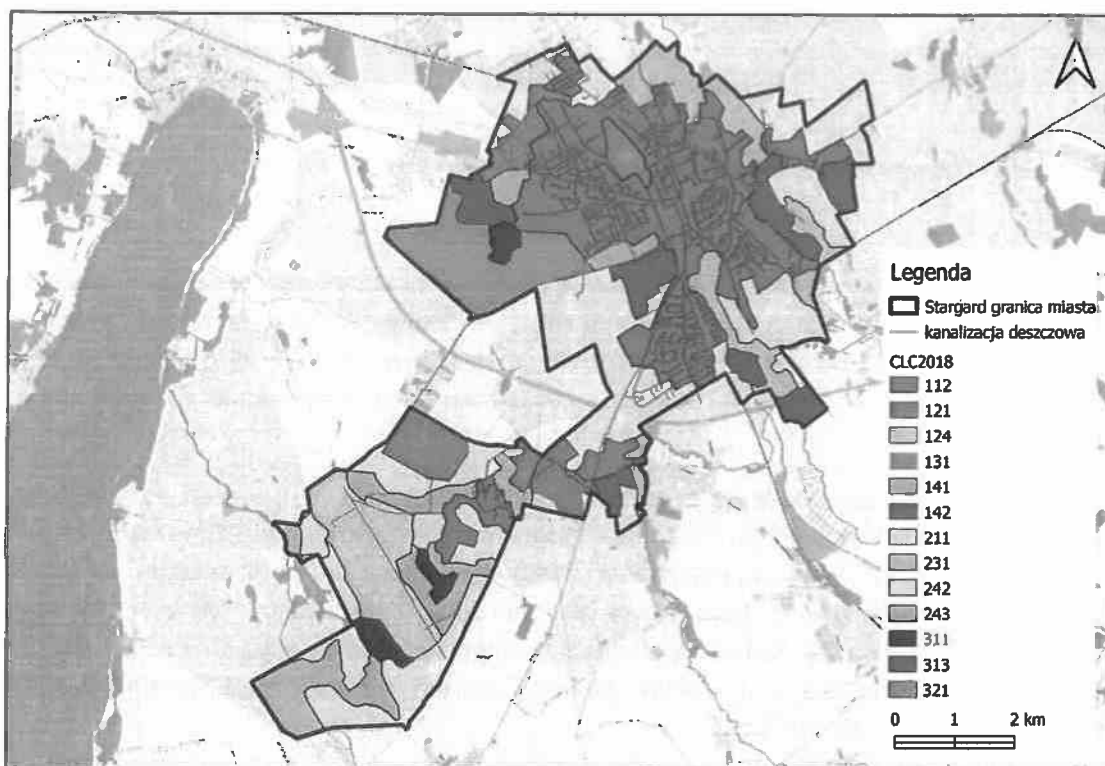 Legenda
Stargard granica miasta
kanalizacja deszczowa
CLC2018
112
121
124
131
141
142
211
231
242
243
311
313
321
0 1 2 km